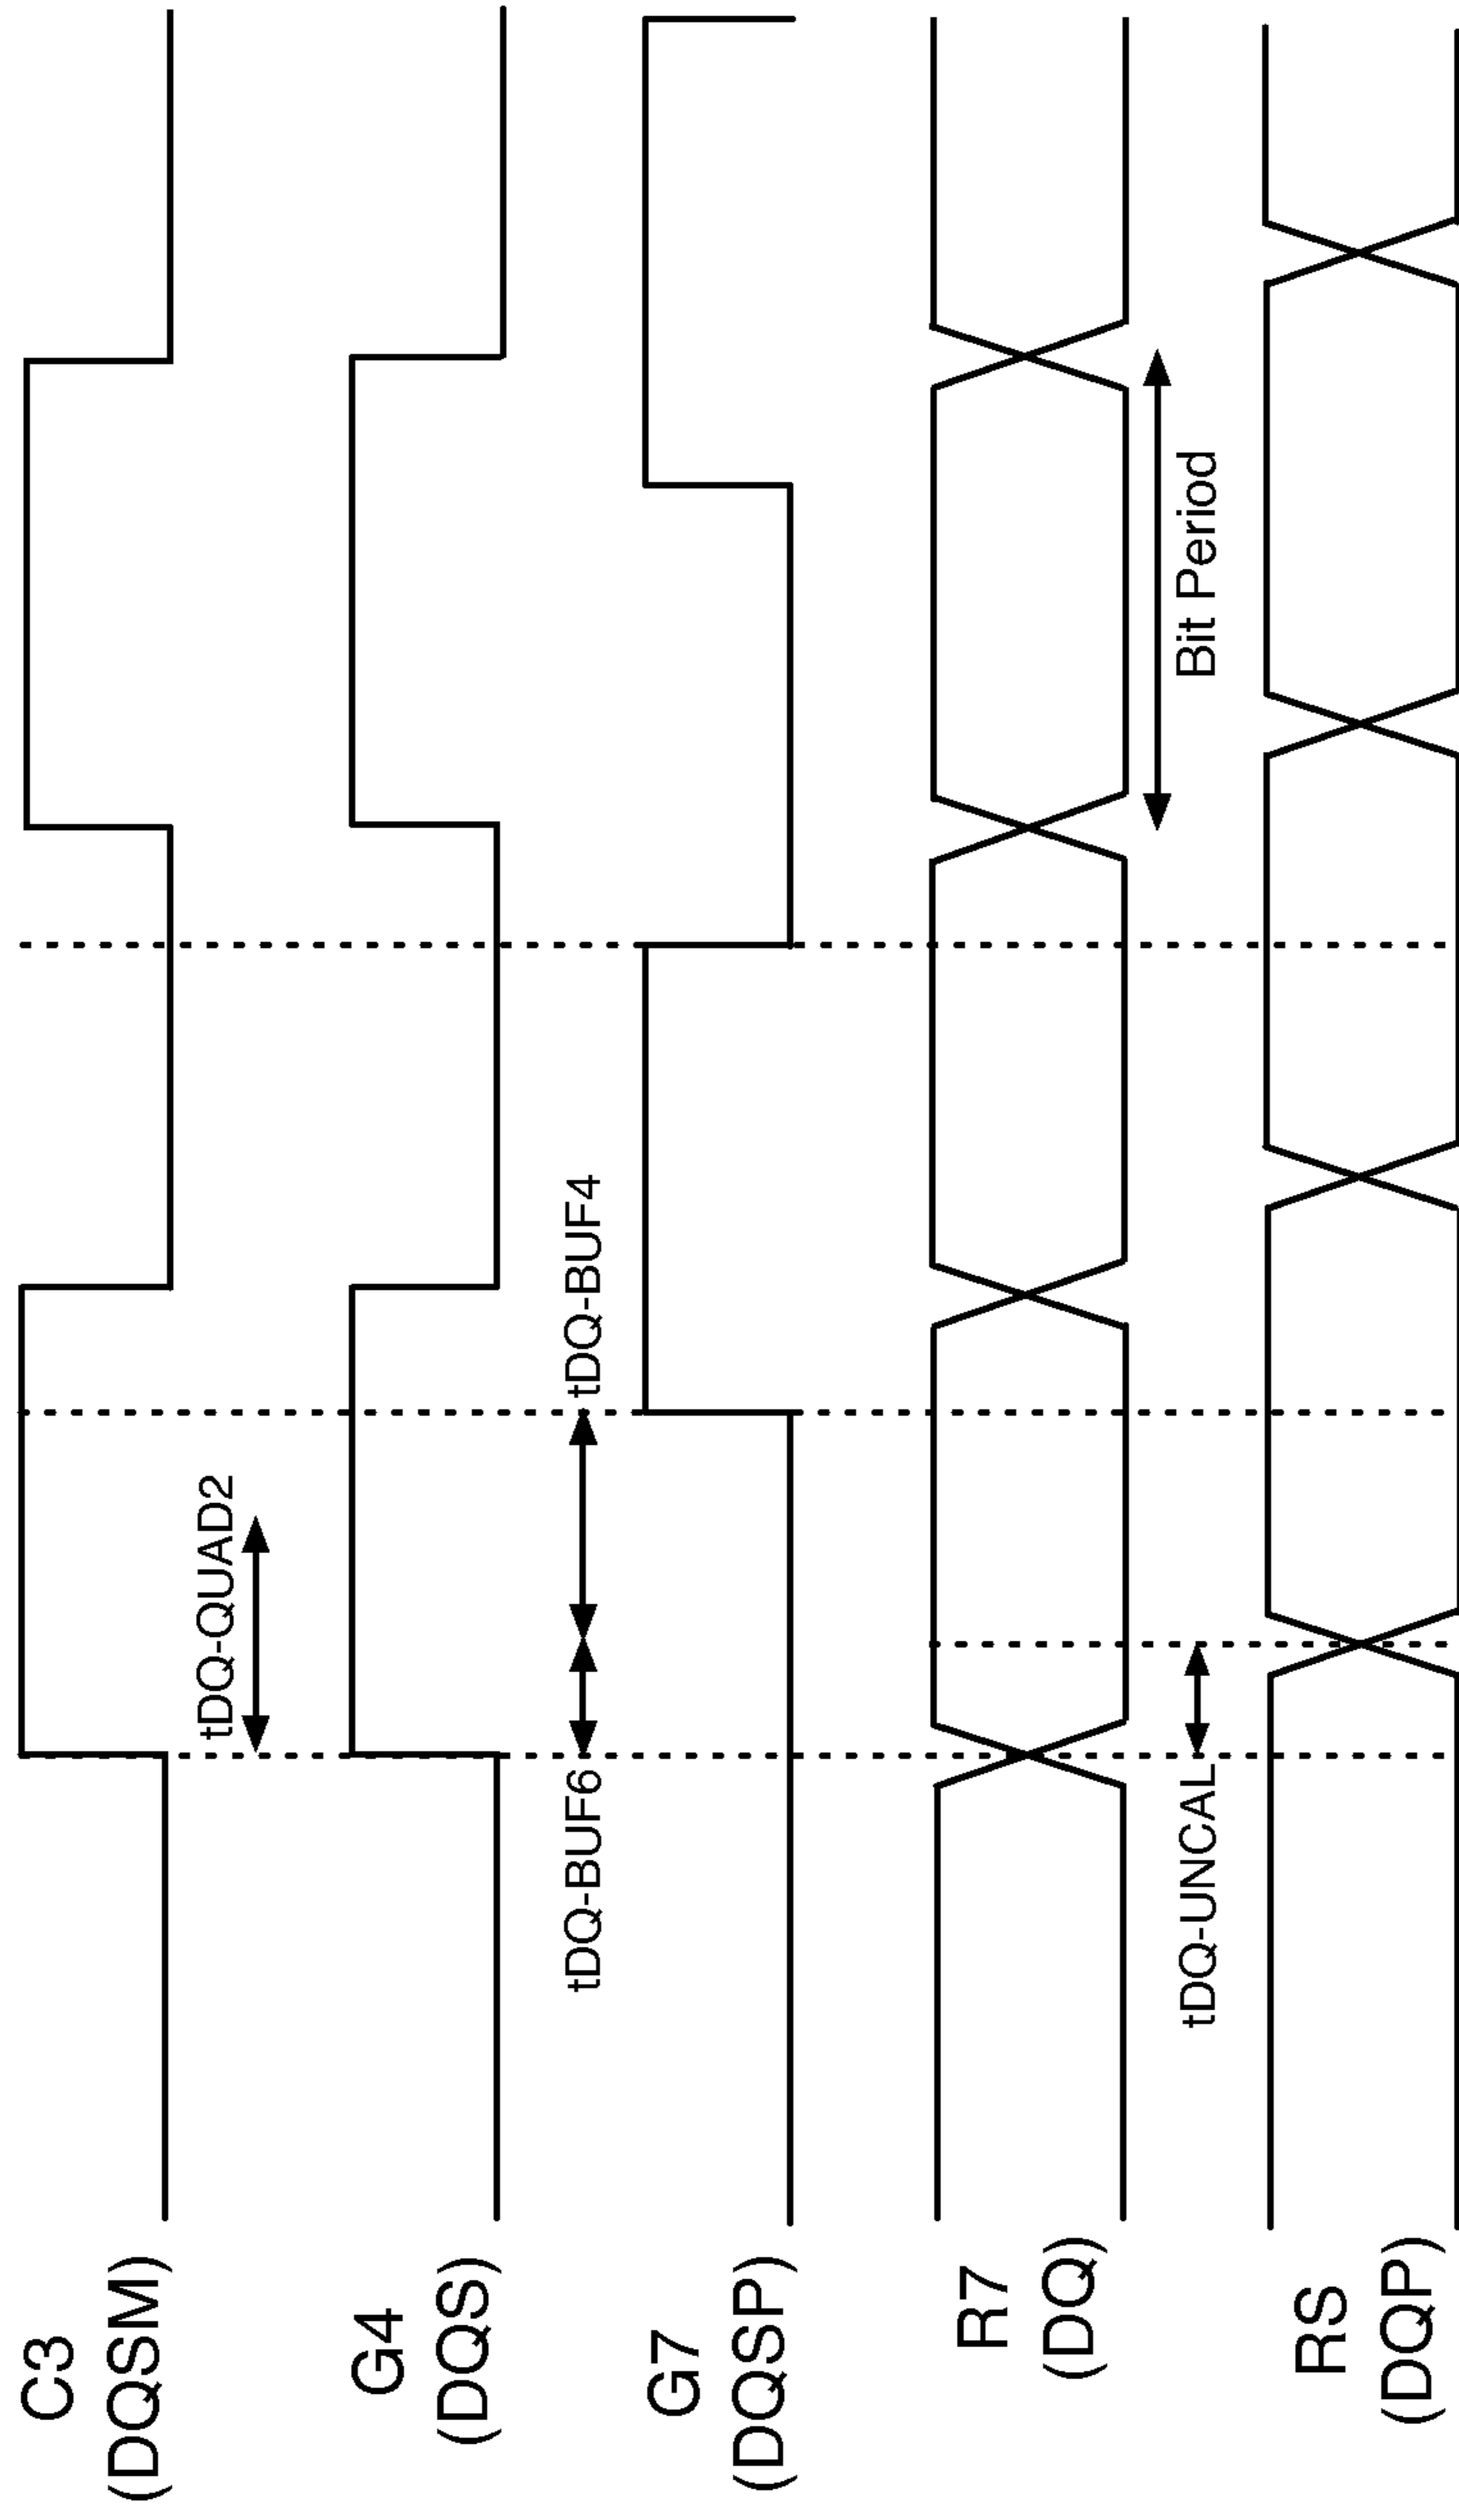 C3
(DQSM)
tDQ-QUAD2
G4
(DQS)
tDQ-BUF6
tDQ-BUF4
G7
(DQSP)
R7
(DQ)
tDQ-UNCAL
Bit Period
RS
(DQP)